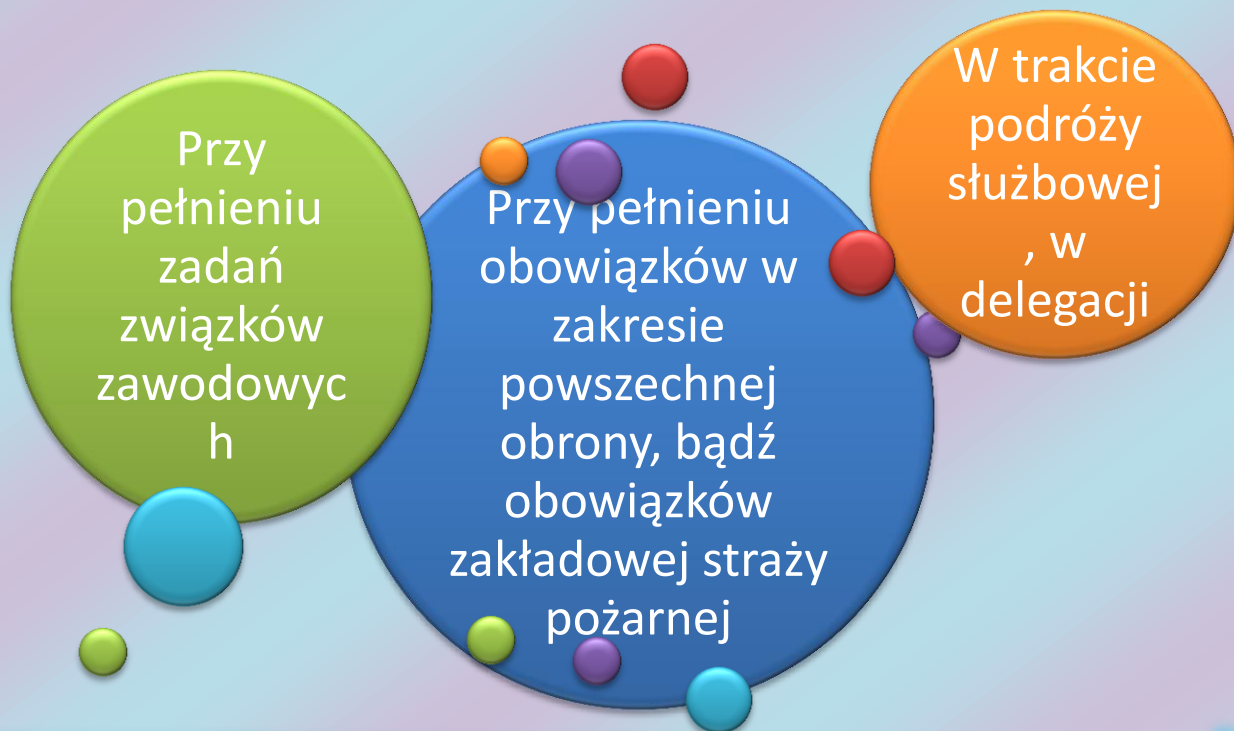 Przy
pełnieniu
zadań
związków
zawodowyc
h
Przy pełnieniu
obowiązków w
zakresie
powszechnej
obrony, bądź
obowiązków
zakładowej straży
pożarnej
W trakcie
podróży
służbowej
, w
delegacji